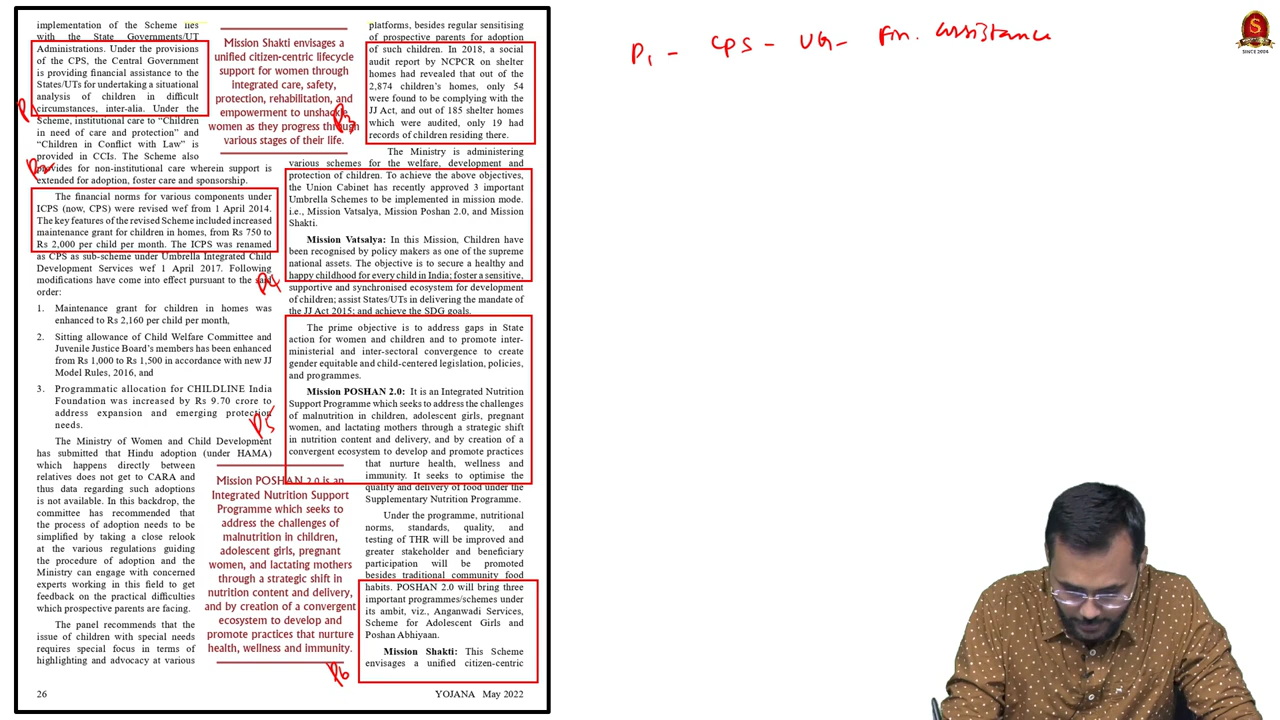 implementation of the Scheme lies
with the State Governments/UT
Administrations. Under the provisions
of the CPS, the Central Government
is providing financial assistance to the
States/UTs for undertaking a situational
analysis of children in difficult
circumstances, inter-alia. Under the
Scheme, institutional care to “Children
in need of care and protection” and
“Children in Conflict with Law” is
provided in CCIs. The Scheme also
provides for non-institutional care wherein support is
extended for adoption, foster care and sponsorship.
The financial norms for various components under
ICPS (now, CPS) were revised wef from 1 April 2014.
The key features of the revised Scheme included increased
maintenance grant for children in homes, from Rs 750 to
Rs 2,000 per child per month. The ICPS was renamed
as CPS as sub-scheme under Umbrella Integrated Child
Development Services wef 1 April 2017. Following
modifications have come into effect pursuant to the said
order:
1. Maintenance grant for children in homes was
enhanced to Rs 2,160 per child per month,
2. Sitting allowance of Child Welfare Committee and
Juvenile Justice Board’s members has been enhanced
from Rs 1,000 to Rs 1,500 in accordance with new JJ
Model Rules, 2016, and
3. Programmatic allocation for CHILDLINE India
Foundation was increased by Rs 9.70 crore to
address expansion and emerging protection
needs.
The Ministry of Women and Child Development
has submitted that Hindu adoption (under HAMA)
which happens directly between
relatives does not get to CARA and
thus data regarding such adoptions
is not available. In this backdrop, the
committee has recommended that
the process of adoption needs to be
simplified by taking a close relook
at the various regulations guiding
the procedure of adoption and the
Ministry can engage with concerned
experts working in this field to get
feedback on the practical difficulties
which prospective parents are facing.
The panel recommends that the
issue of children with special needs
requires special focus in terms of
highlighting and advocacy at various
Mission Shakti envisages a
unified citizen-centric lifecycle
support for women through
integrated care, safety,
protection, rehabilitation, and
empowerment to unshackle
women as they progress through
various stages of their life.
platforms, besides regular sensitising
of prospective parents for adoption
of such children. In 2018, a social
audit report by NCPCR on shelter
homes had revealed that out of the
2,874 children’s homes, only 54
were found to be complying with the
JJ Act, and out of 185 shelter homes
which were audited, only 19 had
records of children residing there.
The Ministry is administering
various schemes for the welfare, development and
protection of children. To achieve the above objectives,
the Union Cabinet has recently approved 3 important
Umbrella Schemes to be implemented in mission mode.
i.e., Mission Vatsalya, Mission Poshan 2.0, and Mission
Shakti.
Mission Vatsalya: In this Mission, Children have
been recognised by policy makers as one of the supreme
national assets. The objective is to secure a healthy and
happy childhood for every child in India; foster a sensitive,
supportive and synchronised ecosystem for development
of children; assist States/UTs in delivering the mandate of
the JJ Act 2015; and achieve the SDG goals.
The prime objective is to address gaps in State
action for women and children and to promote inter-
ministerial and inter-sectoral convergence to create
gender equitable and child-centered legislation, policies,
and programmes.
Mission POSHAN 2.0: It is an Integrated Nutrition
Support Programme which seeks to address the challenges
of malnutrition in children, adolescent girls, pregnant
women, and lactating mothers through a strategic shift
in nutrition content and delivery, and by creation of a
convergent ecosystem to develop and promote practices
that nurture health, wellness and
immunity. It seeks to optimise the
quality and delivery of food under the
Supplementary Nutrition Programme.
Under the programme, nutritional
norms, standards, quality, and
testing of THR will be improved and
greater stakeholder and beneficiary
participation will be promoted
besides traditional community food
habits. POSHAN 2.0 will bring three
important programmes/schemes under
its ambit, viz., Anganwadi Services,
Scheme for Adolescent Girls and
Poshan Abhiyaan.
Mission Shakti: This Scheme
envisages a unified citizen-centric
Mission POSHAN 2.0 is an
Integrated Nutrition Support
Programme which seeks to
address the challenges of
malnutrition in children,
adolescent girls, pregnant
women, and lactating mothers
through a strategic shift in
nutrition content and delivery,
and by creation of a convergent
ecosystem to develop and
promote practices that nurture
health, wellness and immunity.
26
YOJANA May 2022
P1
P2
P3
P4
P5
P6
P1 - CPS - UG - Fin. assistance
SINCE 2004